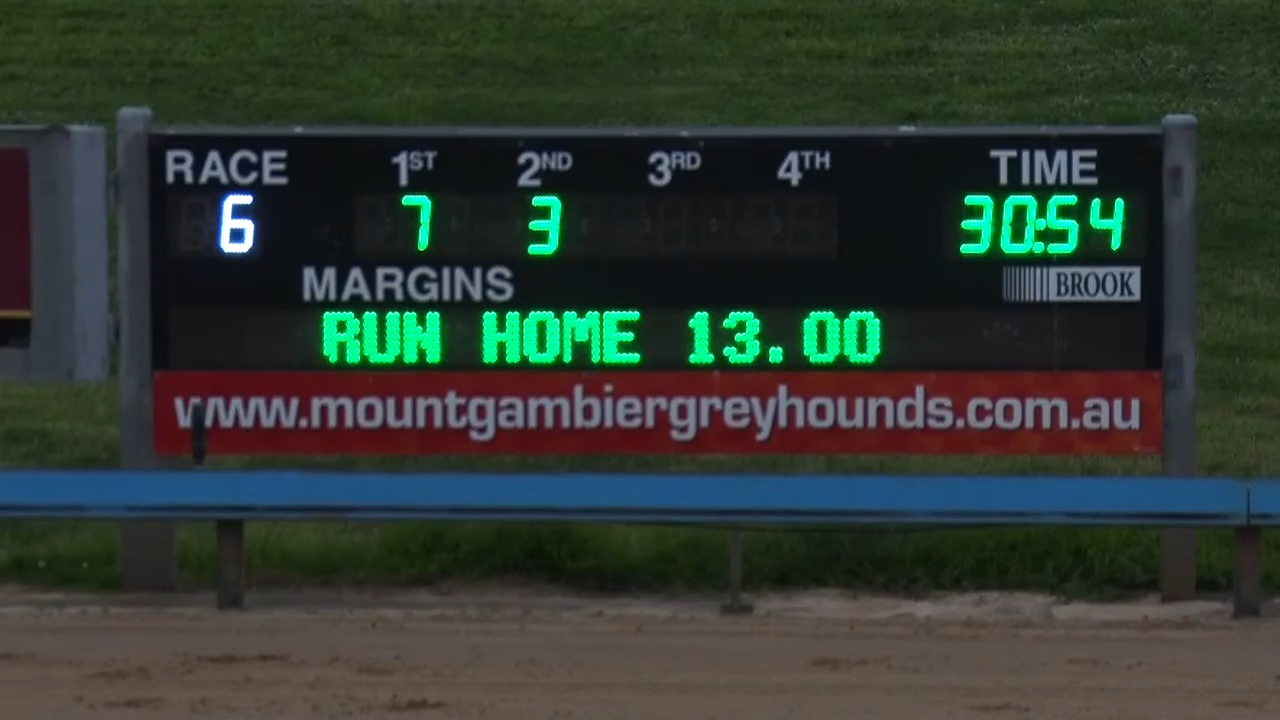 RACE 1ST 2ND 3RD 4TH TIME
6 7 3 30:54
MARGINS BROOK
RUN HOME 13.00
www.mountgambiergreyhounds.com.au